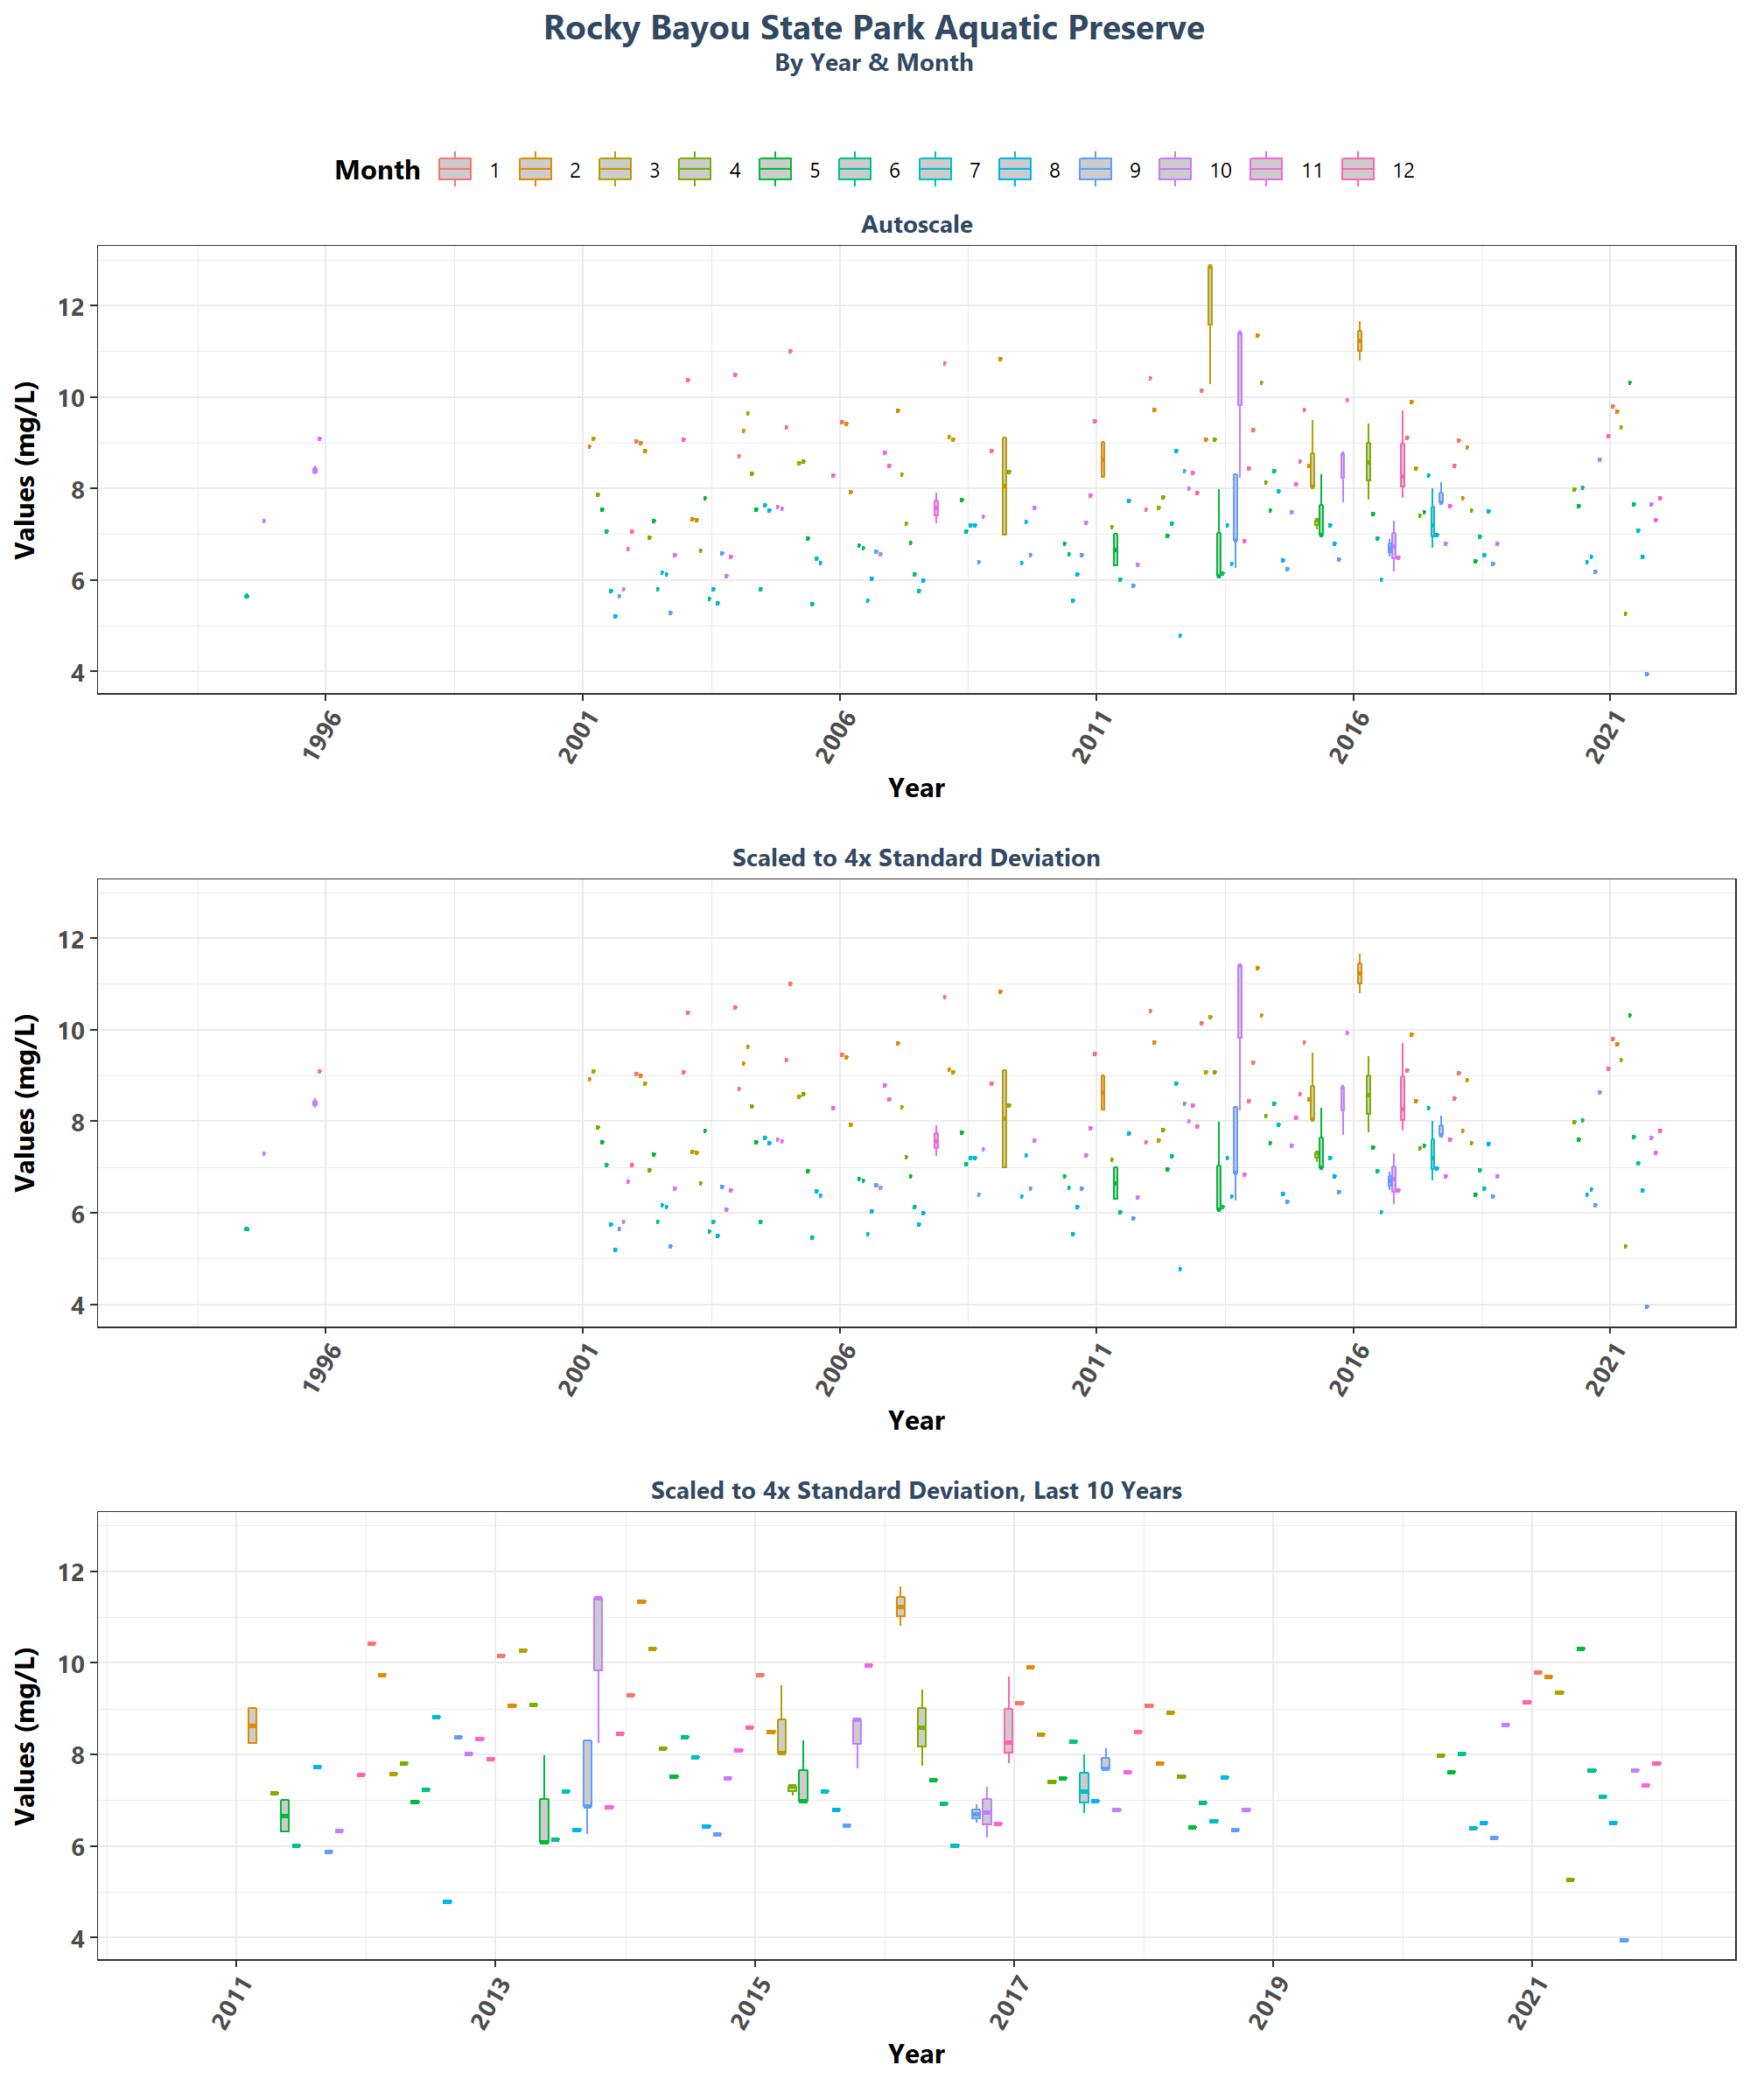 Rocky Bayou State Park Aquatic Preserve
By Year & Month
Month 1 2 3 4 5 6 7 8 9 10 11 12
Autoscale
Values (mg/L)
12
10
8
6
4
1996 2001 2006 2011 2016 2021
Year
Scaled to 4x Standard Deviation
Values (mg/L)
12
10
8
6
4
1996 2001 2006 2011 2016 2021
Year
Scaled to 4x Standard Deviation, Last 10 Years
Values (mg/L)
12
10
8
6
4
2011 2013 2015 2017 2019 2021
Year